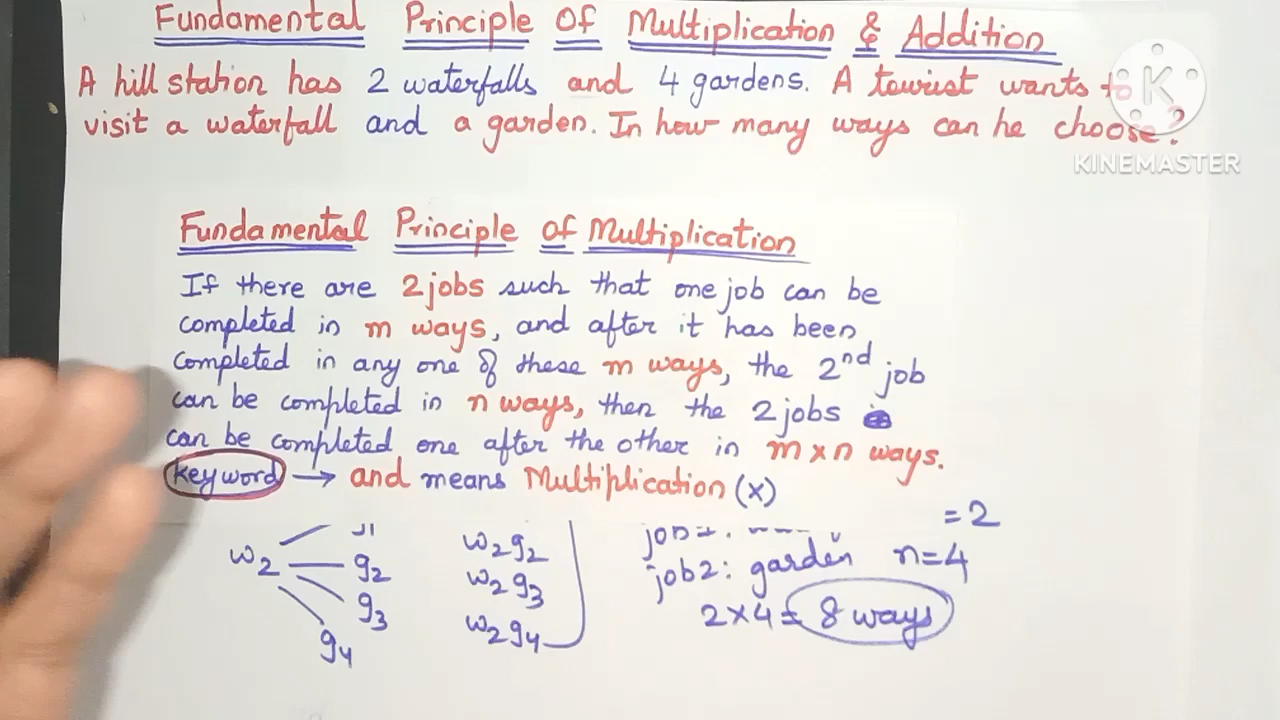 Fundamental Principle Of Multiplication & Addition
A hill station has 2 waterfalls and 4 gardens. A tourist wants to
visit a waterfall and a garden. In how many ways can he choose?
KINEMASTER
Fundamental Principle of Multiplication
If there are 2 jobs such that one job can be
completed in m ways, and after it has been
completed in any one of these m ways, the 2nd job
can be completed in n ways, then the 2 jobs
can be completed one after the other in m x n ways.
keyword → and means Multiplication (x)
= 2
w2 g2 w2g2
g3 w2g3
g4 w2g4
job2: garden n=4
2 x 4 = 8 ways